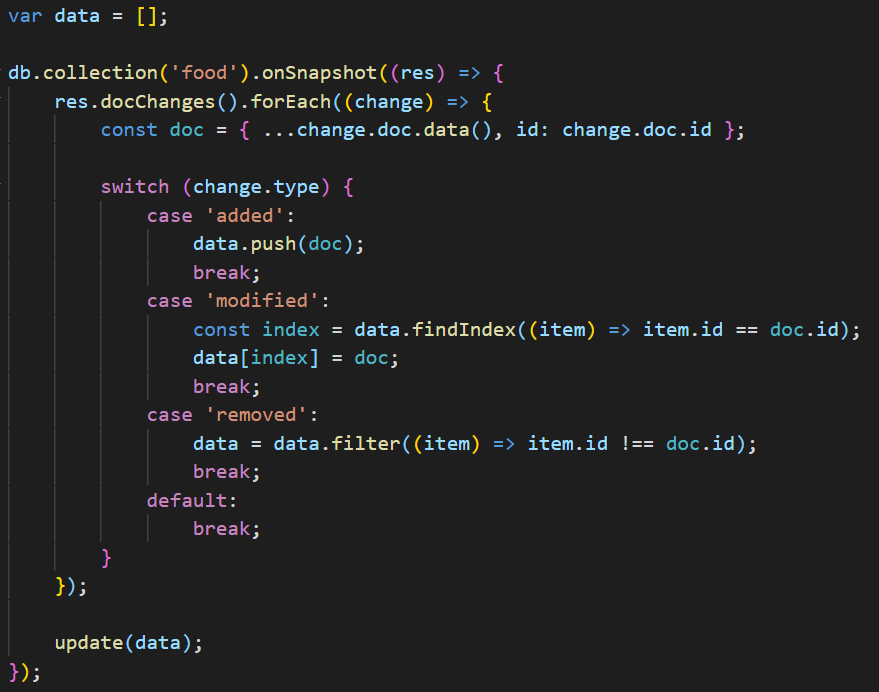 var data = [];
db.collection('food').onSnapshot((res) => {
    res.docChanges().forEach((change) => {
        const doc = { ...change.doc.data(), id: change.doc.id };
        switch (change.type) {
            case 'added':
                data.push(doc);
                break;
            case 'modified':
                const index = data.findIndex((item) => item.id == doc.id);
                data[index] = doc;
                break;
            case 'removed':
                data = data.filter((item) => item.id !== doc.id);
                break;
            default:
                break;
        }
    });
    update(data);
});